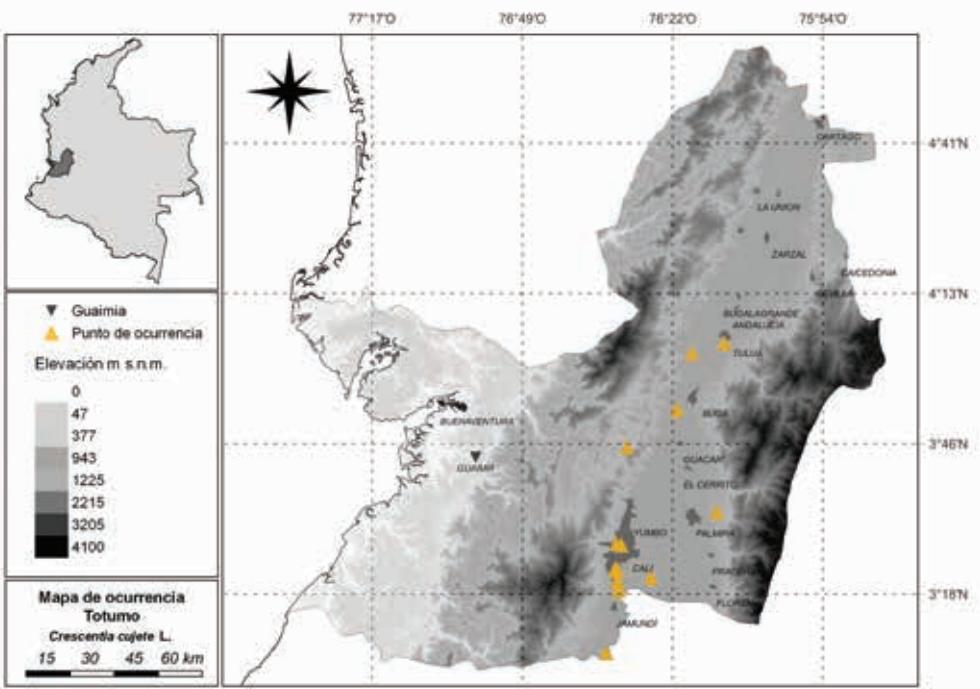 77°17'O 76°49'O 76°22'O 75°54'O
4°41'N
4°13'N
3°46'N
3°18'N
Guaimia
Punto de ocurrencia
Elevación m s.n.m.
0
47
377
943
1225
2215
3205
4100
Mapa de ocurrencia
Totumo
Crescentia cujete L.
15 30 45 60 km
CARTAGO
LA UNION
ZARZAL
CAICEDONIA
SEVILLA
BUGALAGRANDE
ANDALUCIA
TULUA
BUGA
BUENAVENTURA
GUACARI
EL CERRITO
YUMBO
PALMIRA
CALI
PRADERA
JAMUNDÍ